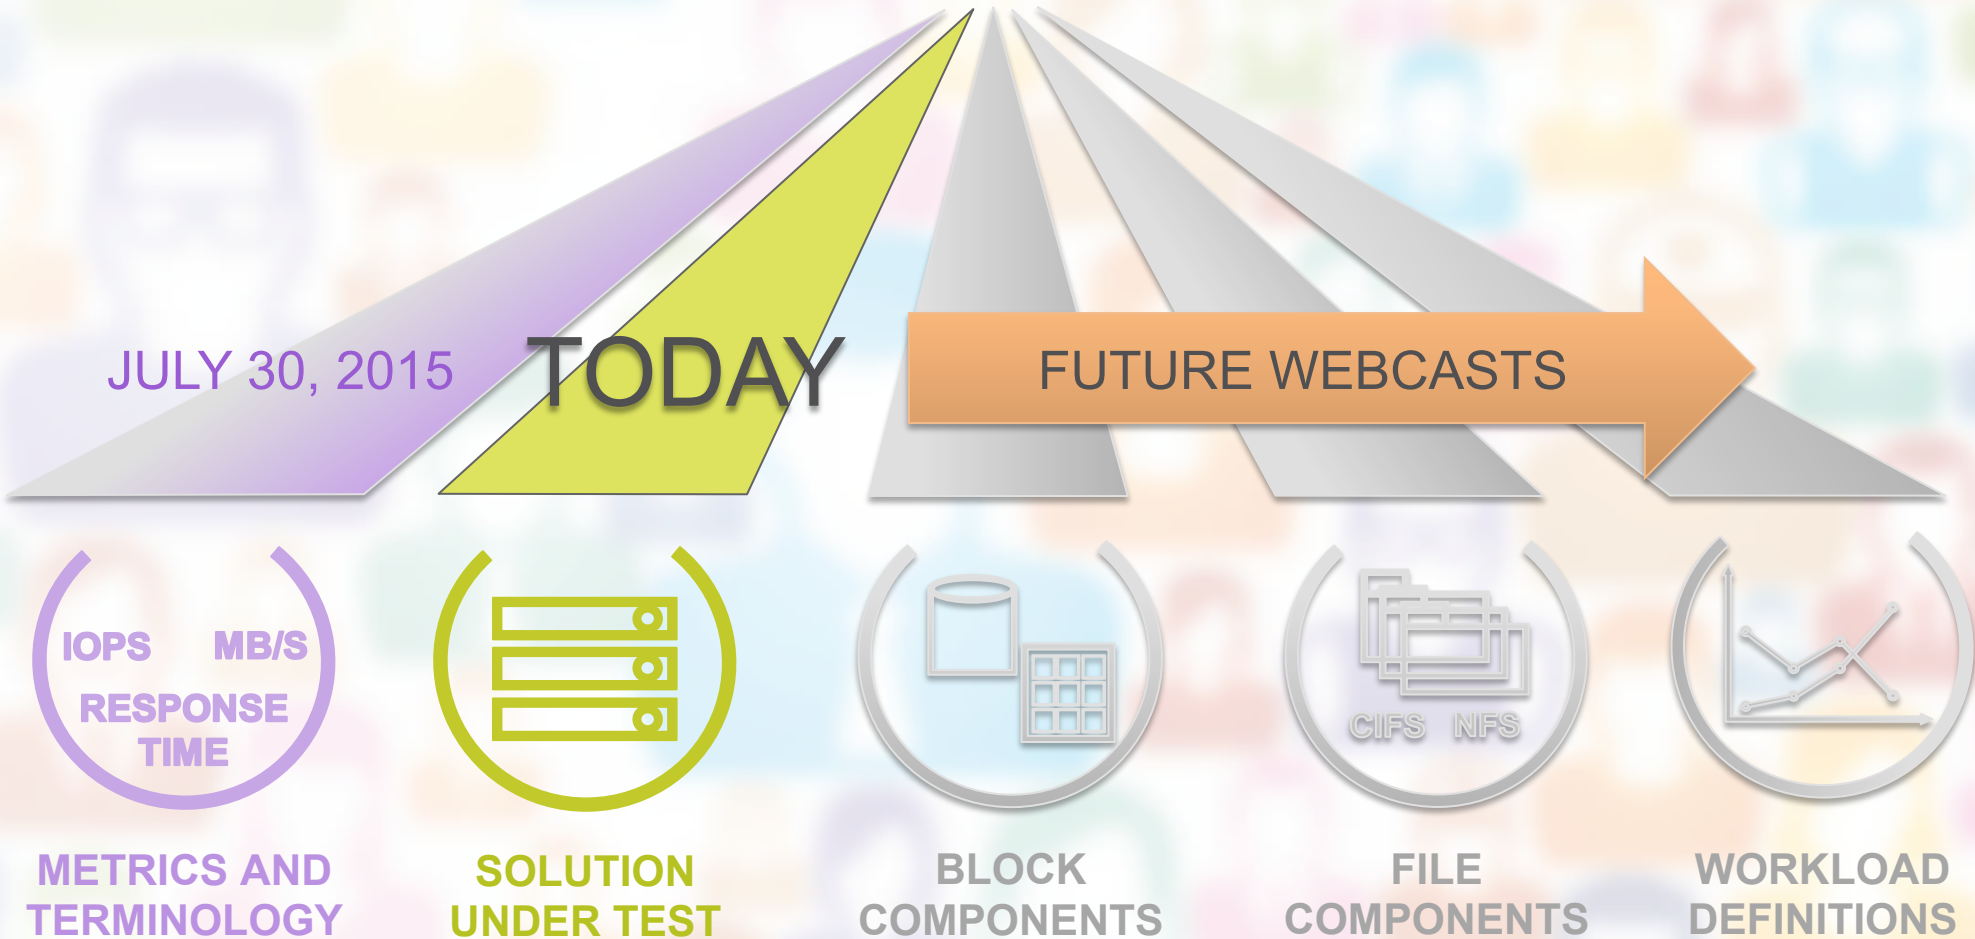 JULY 30, 2015
TODAY
FUTURE WEBCASTS
IOPS MB/S
RESPONSE
TIME
CIFS NFS
METRICS AND
TERMINOLOGY
SOLUTION
UNDER TEST
BLOCK
COMPONENTS
FILE
COMPONENTS
WORKLOAD
DEFINITIONS